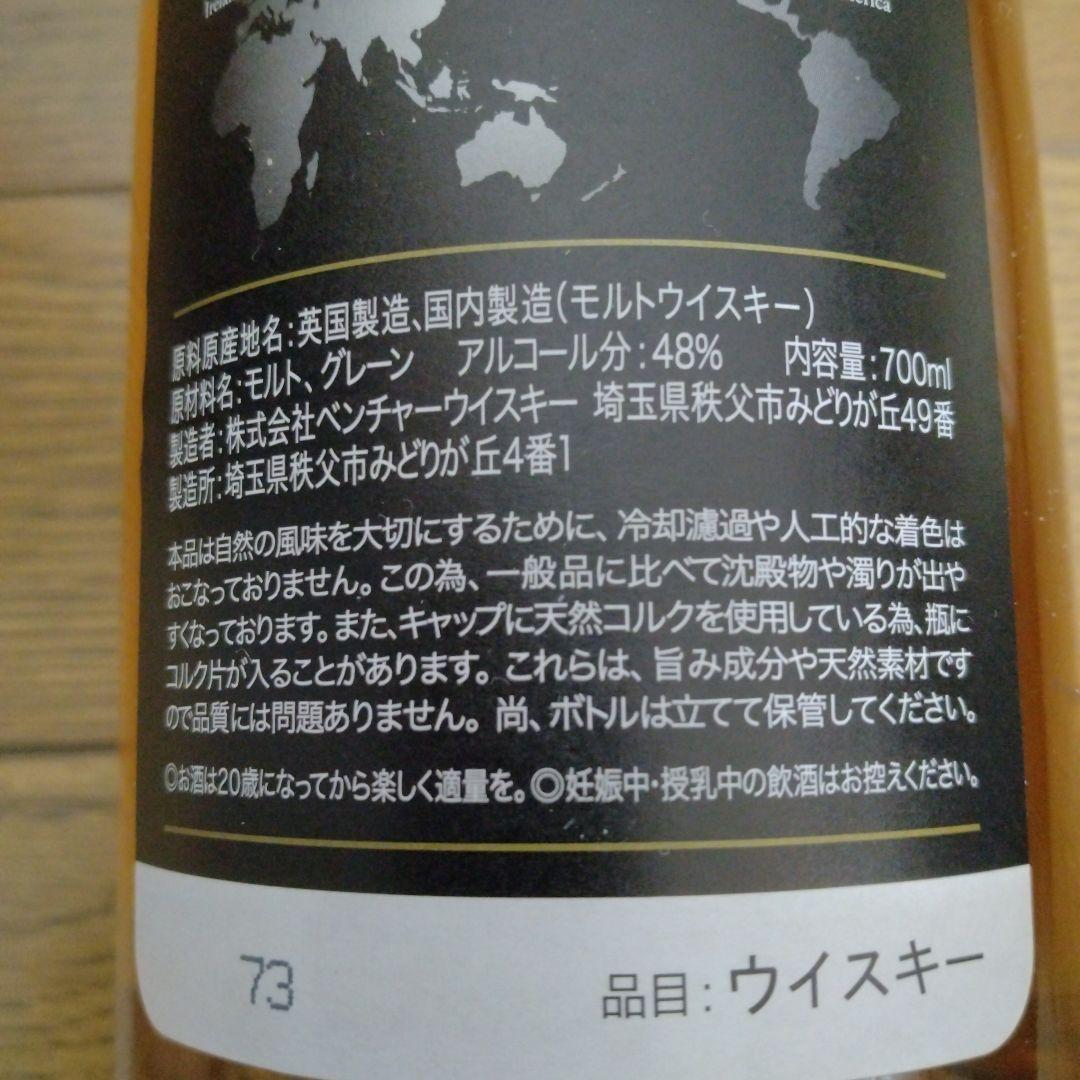 原料原産地名：英国製造、国内製造（モルトウイスキー）
原材料名：モルト、グレーン　アルコール分：48%　内容量：700ml
製造者：株式会社ベンチャーウイスキー 埼玉県秩父市みどりが丘49番
製造所：埼玉県秩父市みどりが丘4番1
本品は自然の風味を大切にするために、冷却濾過や人工的な着色は
おこなっておりません。この為、一般品に比べて沈殿物や濁りが出や
すくなっております。また、キャップに天然コルクを使用している為、瓶に
コルク片が入ることがあります。これらは、旨み成分や天然素材です
ので品質には問題ありません。尚、ボトルは立てて保管してください。
◎お酒は20歳になってから楽しく適量を。◎妊娠中・授乳中の飲酒はお控えください。
73
品目：ウイスキー